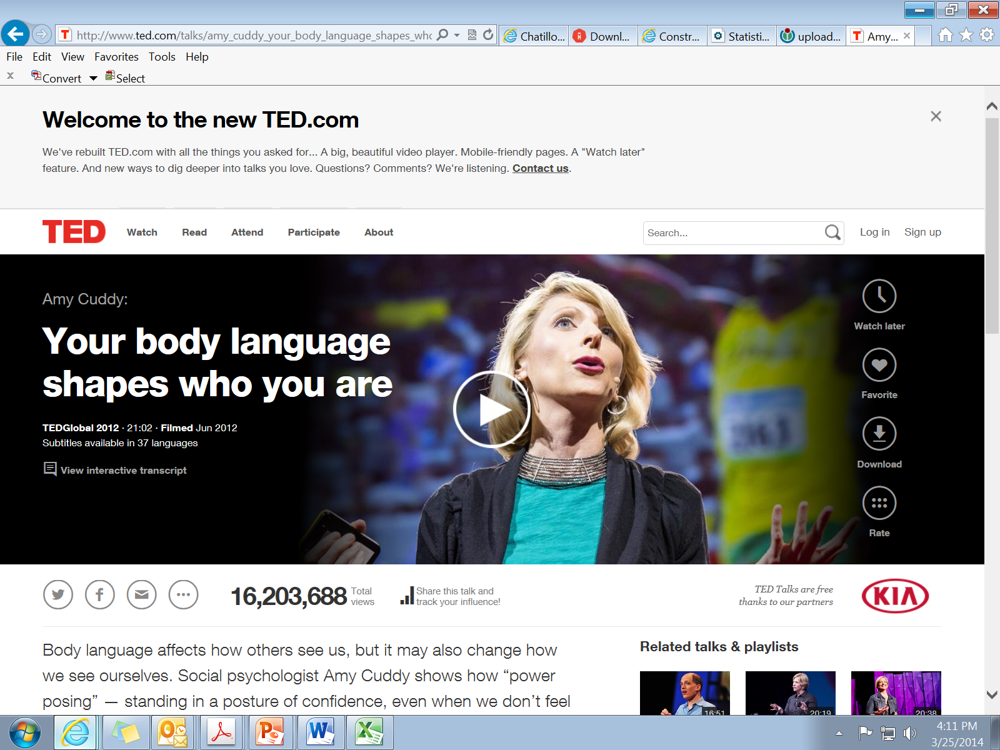 http://www.ted.com/talks/amy_cuddy_your_body_language_shapes_who
Chatillo...
Downl...
Constr...
Statisti...
upload...
Amy...
File Edit View Favorites Tools Help
x Convert Select
Welcome to the new TED.com
We've rebuilt TED.com with all the things you asked for... A big, beautiful video player. Mobile-friendly pages. A "Watch later"
feature. And new ways to dig deeper into talks you love. Questions? Comments? We're listening. Contact us.
TED Watch Read Attend Participate About Search... Log in Sign up
Amy Cuddy:
Your body language
shapes who you are
TEDGlobal 2012 · 21:02 · Filmed Jun 2012
Subtitles available in 37 languages
View interactive transcript
Watch later
Favorite
Download
Rate
16,203,688 Total
views
Share this talk and
track your influence!
TED Talks are free
thanks to our partners
KIA
Body language affects how others see us, but it may also change how
we see ourselves. Social psychologist Amy Cuddy shows how “power
posing” — standing in a posture of confidence, even when we don’t feel
Related talks & playlists
16:51
20:19
20:38
4:11 PM
3/25/2014